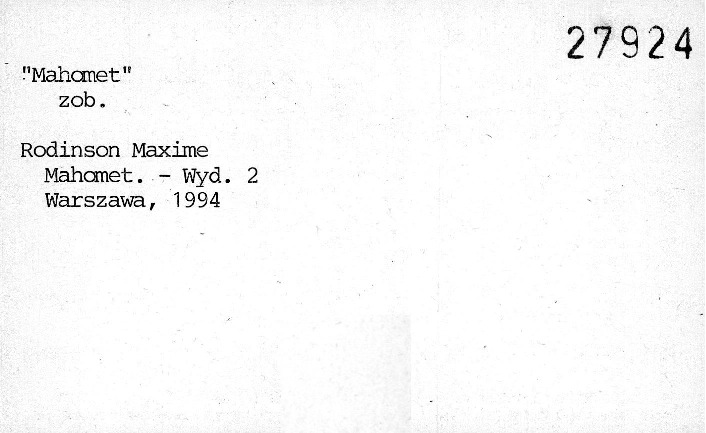 27924
"Mahomet"
zob.
Rodinson Maxime
Mahomet. - Wyd. 2
Warszawa, 1994